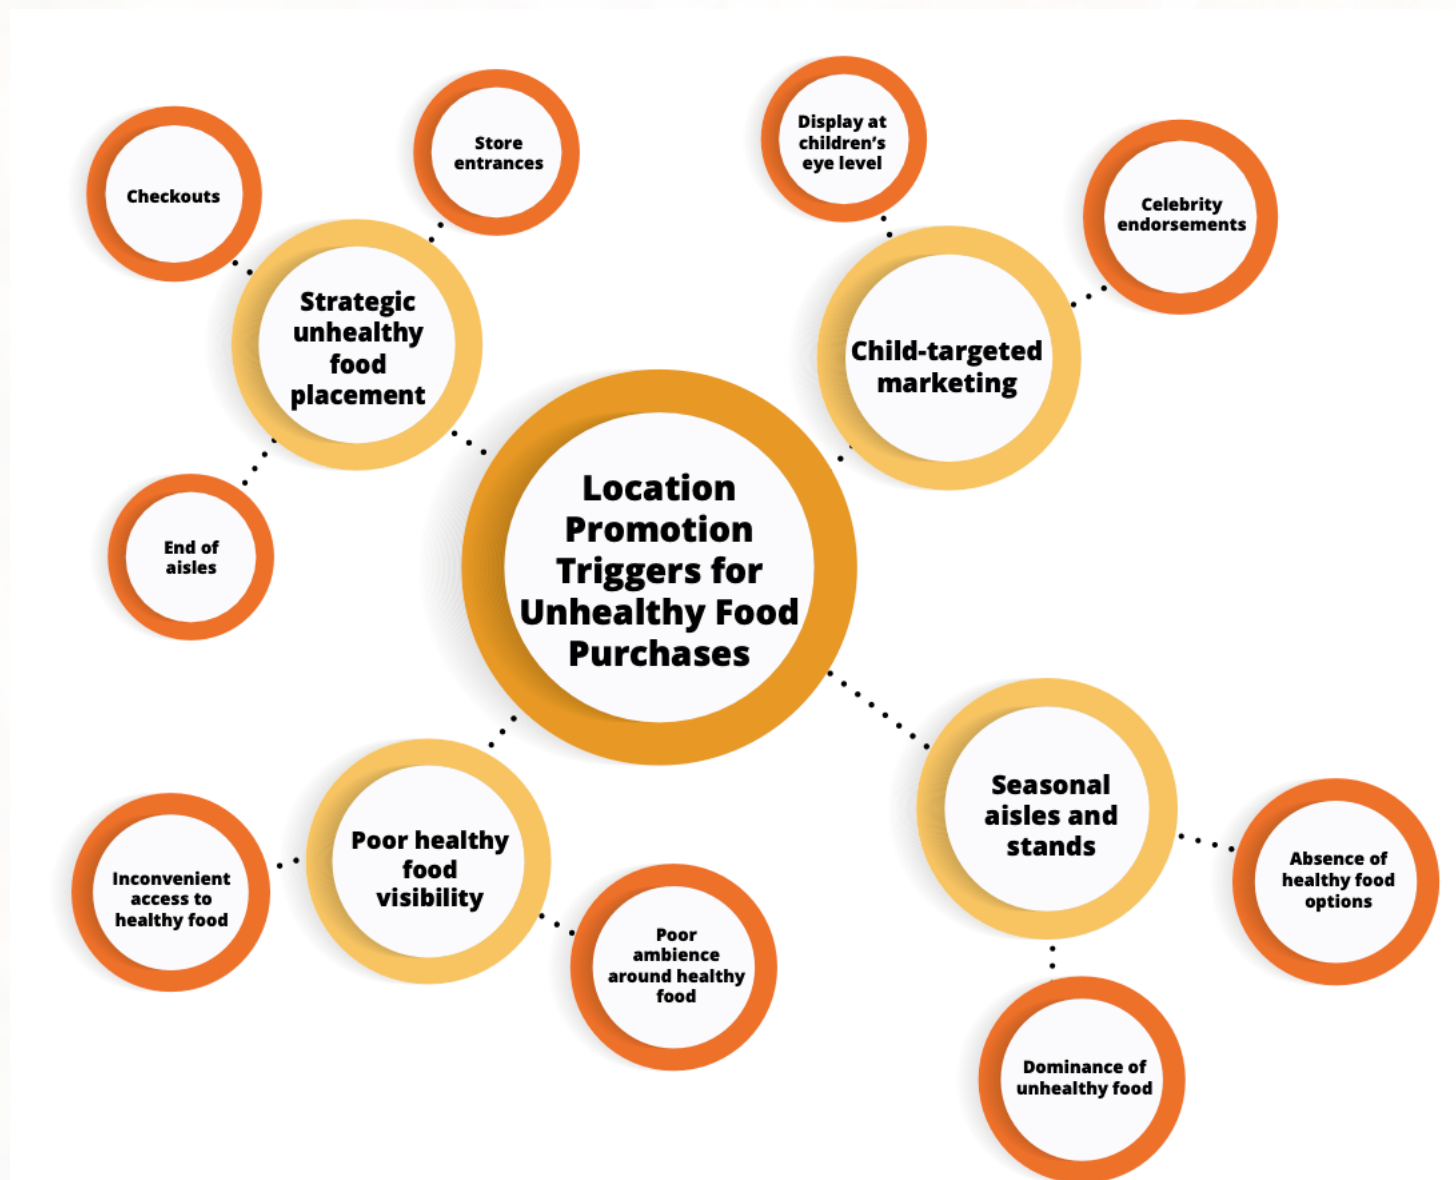 Checkouts
Store
entrances
Strategic
unhealthy
food
placement
End of
aisles
Display at
children’s
eye level
Celebrity
endorsements
Child-targeted
marketing
Location
Promotion
Triggers for
Unhealthy Food
Purchases
Poor healthy
food
visibility
Inconvenient
access to
healthy food
Poor
ambience
around healthy
food
Seasonal
aisles and
stands
Absence of
healthy food
options
Dominance of
unhealthy food